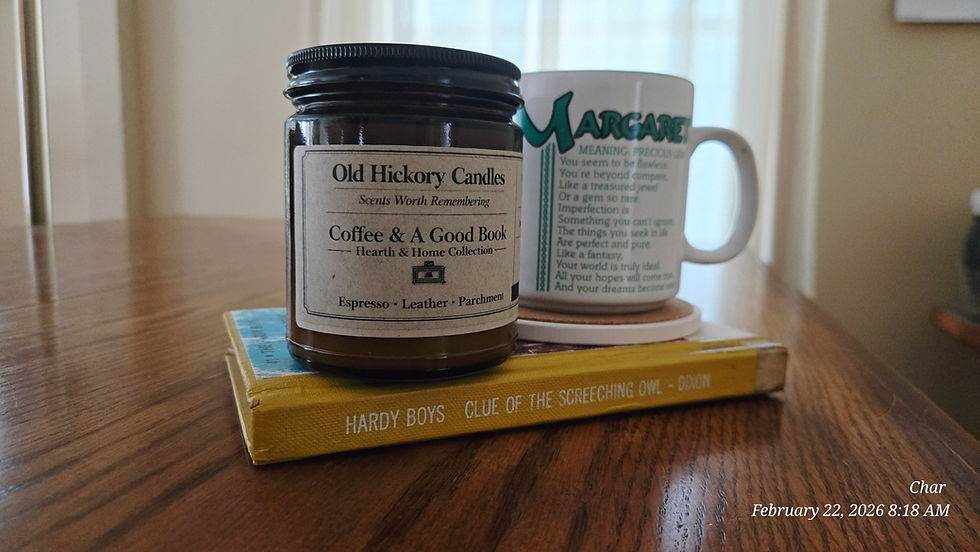 Old Hickory Candles
Scents Worth Remembering
Coffee & A Good Book
Hearth & Home Collection
Espresso • Leather • Parchment
MARGARE
MEANING: PRECIOUS
You seem to be flawless.
You're beyond compare,
Like a treasured jewel
Or a gem so rare.
Imperfection is
Something you can't ignore
The things you seek in life
Are perfect and pure.
Like a fantasy,
Your world is truly ideal.
All your hopes will come true
And your dreams become
HARDY BOYS CLUE OF THE SCREECHING OWL - DIXON
Char
February 22, 2026 8:18 AM